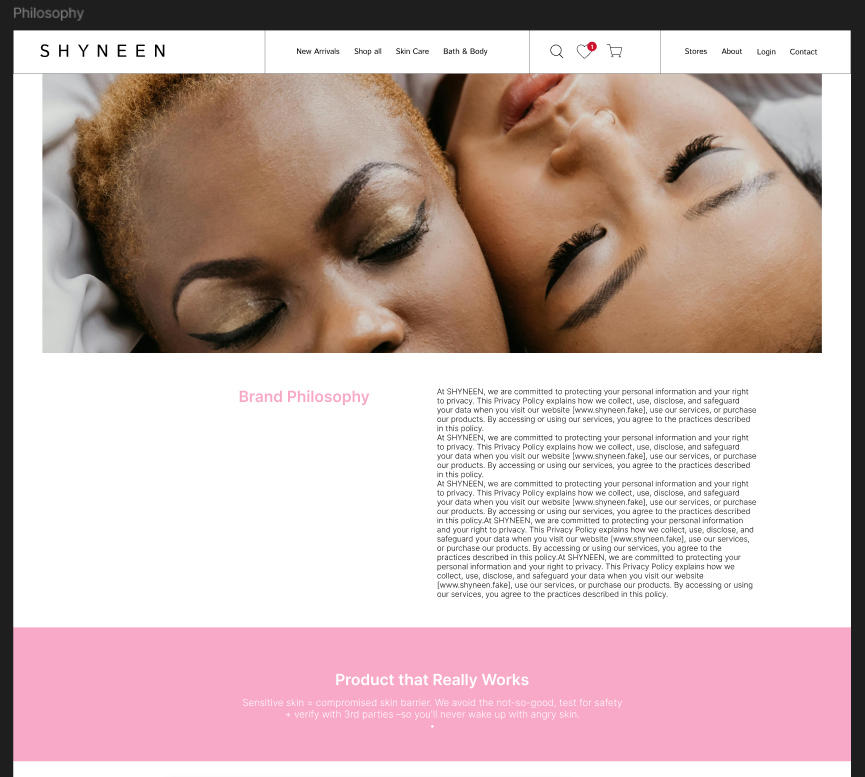 Philosophy
SHYNEEN
New Arrivals
Shop all
Skin Care
Bath & Body
1
Stores
About
Login
Contact
Brand Philosophy
At SHYNEEN, we are committed to protecting your personal information and your right
to privacy. This Privacy Policy explains how we collect, use, disclose, and safeguard
your data when you visit our website [www.shyneen.fake], use our services, or purchase
our products. By accessing or using our services, you agree to the practices described
in this policy.
At SHYNEEN, we are committed to protecting your personal information and your right
to privacy. This Privacy Policy explains how we collect, use, disclose, and safeguard
your data when you visit our website [www.shyneen.fake], use our services, or purchase
our products. By accessing or using our services, you agree to the practices described
in this policy.
At SHYNEEN, we are committed to protecting your personal information and your right
to privacy. This Privacy Policy explains how we collect, use, disclose, and safeguard
your data when you visit our website [www.shyneen.fake], use our services, or purchase
our products. By accessing or using our services, you agree to the practices described
in this policy.At SHYNEEN, we are committed to protecting your personal information
and your right to privacy. This Privacy Policy explains how we collect, use, disclose, and
safeguard your data when you visit our website [www.shyneen.fake], use our services,
or purchase our products. By accessing or using our services, you agree to the
practices described in this policy.At SHYNEEN, we are committed to protecting your
personal information and your right to privacy. This Privacy Policy explains how we
collect, use, disclose, and safeguard your data when you visit our website
[www.shyneen.fake], use our services, or purchase our products. By accessing or using
our services, you agree to the practices described in this policy.
Product that Really Works
Sensitive skin = compromised skin barrier. We avoid the not-so-good, test for safety
+ verify with 3rd parties –so you'll never wake up with angry skin.